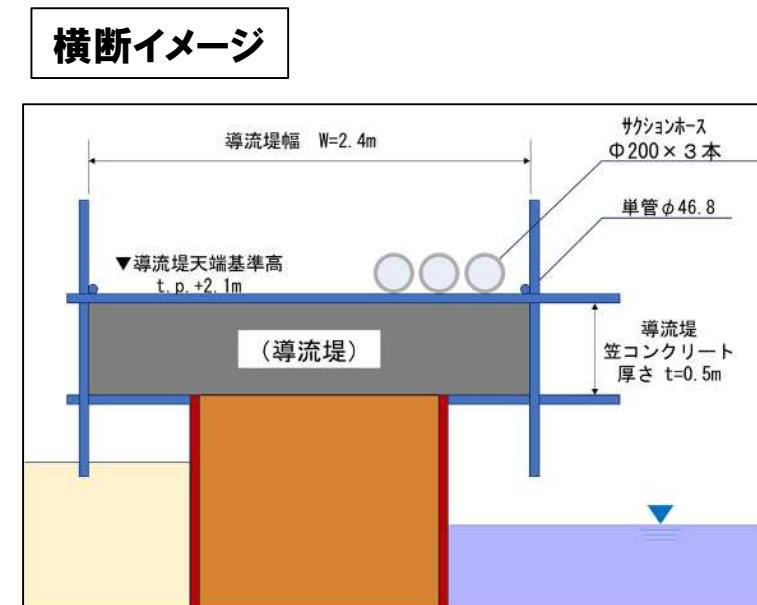 横断イメージ
サクションホース
Φ200×３本
導流堤幅　W=2.4m
単管φ46.8
▼導流堤天端基準高
t.p.+2.1m
（導流堤）
導流堤
笠コンクリート
厚さ t=0.5m